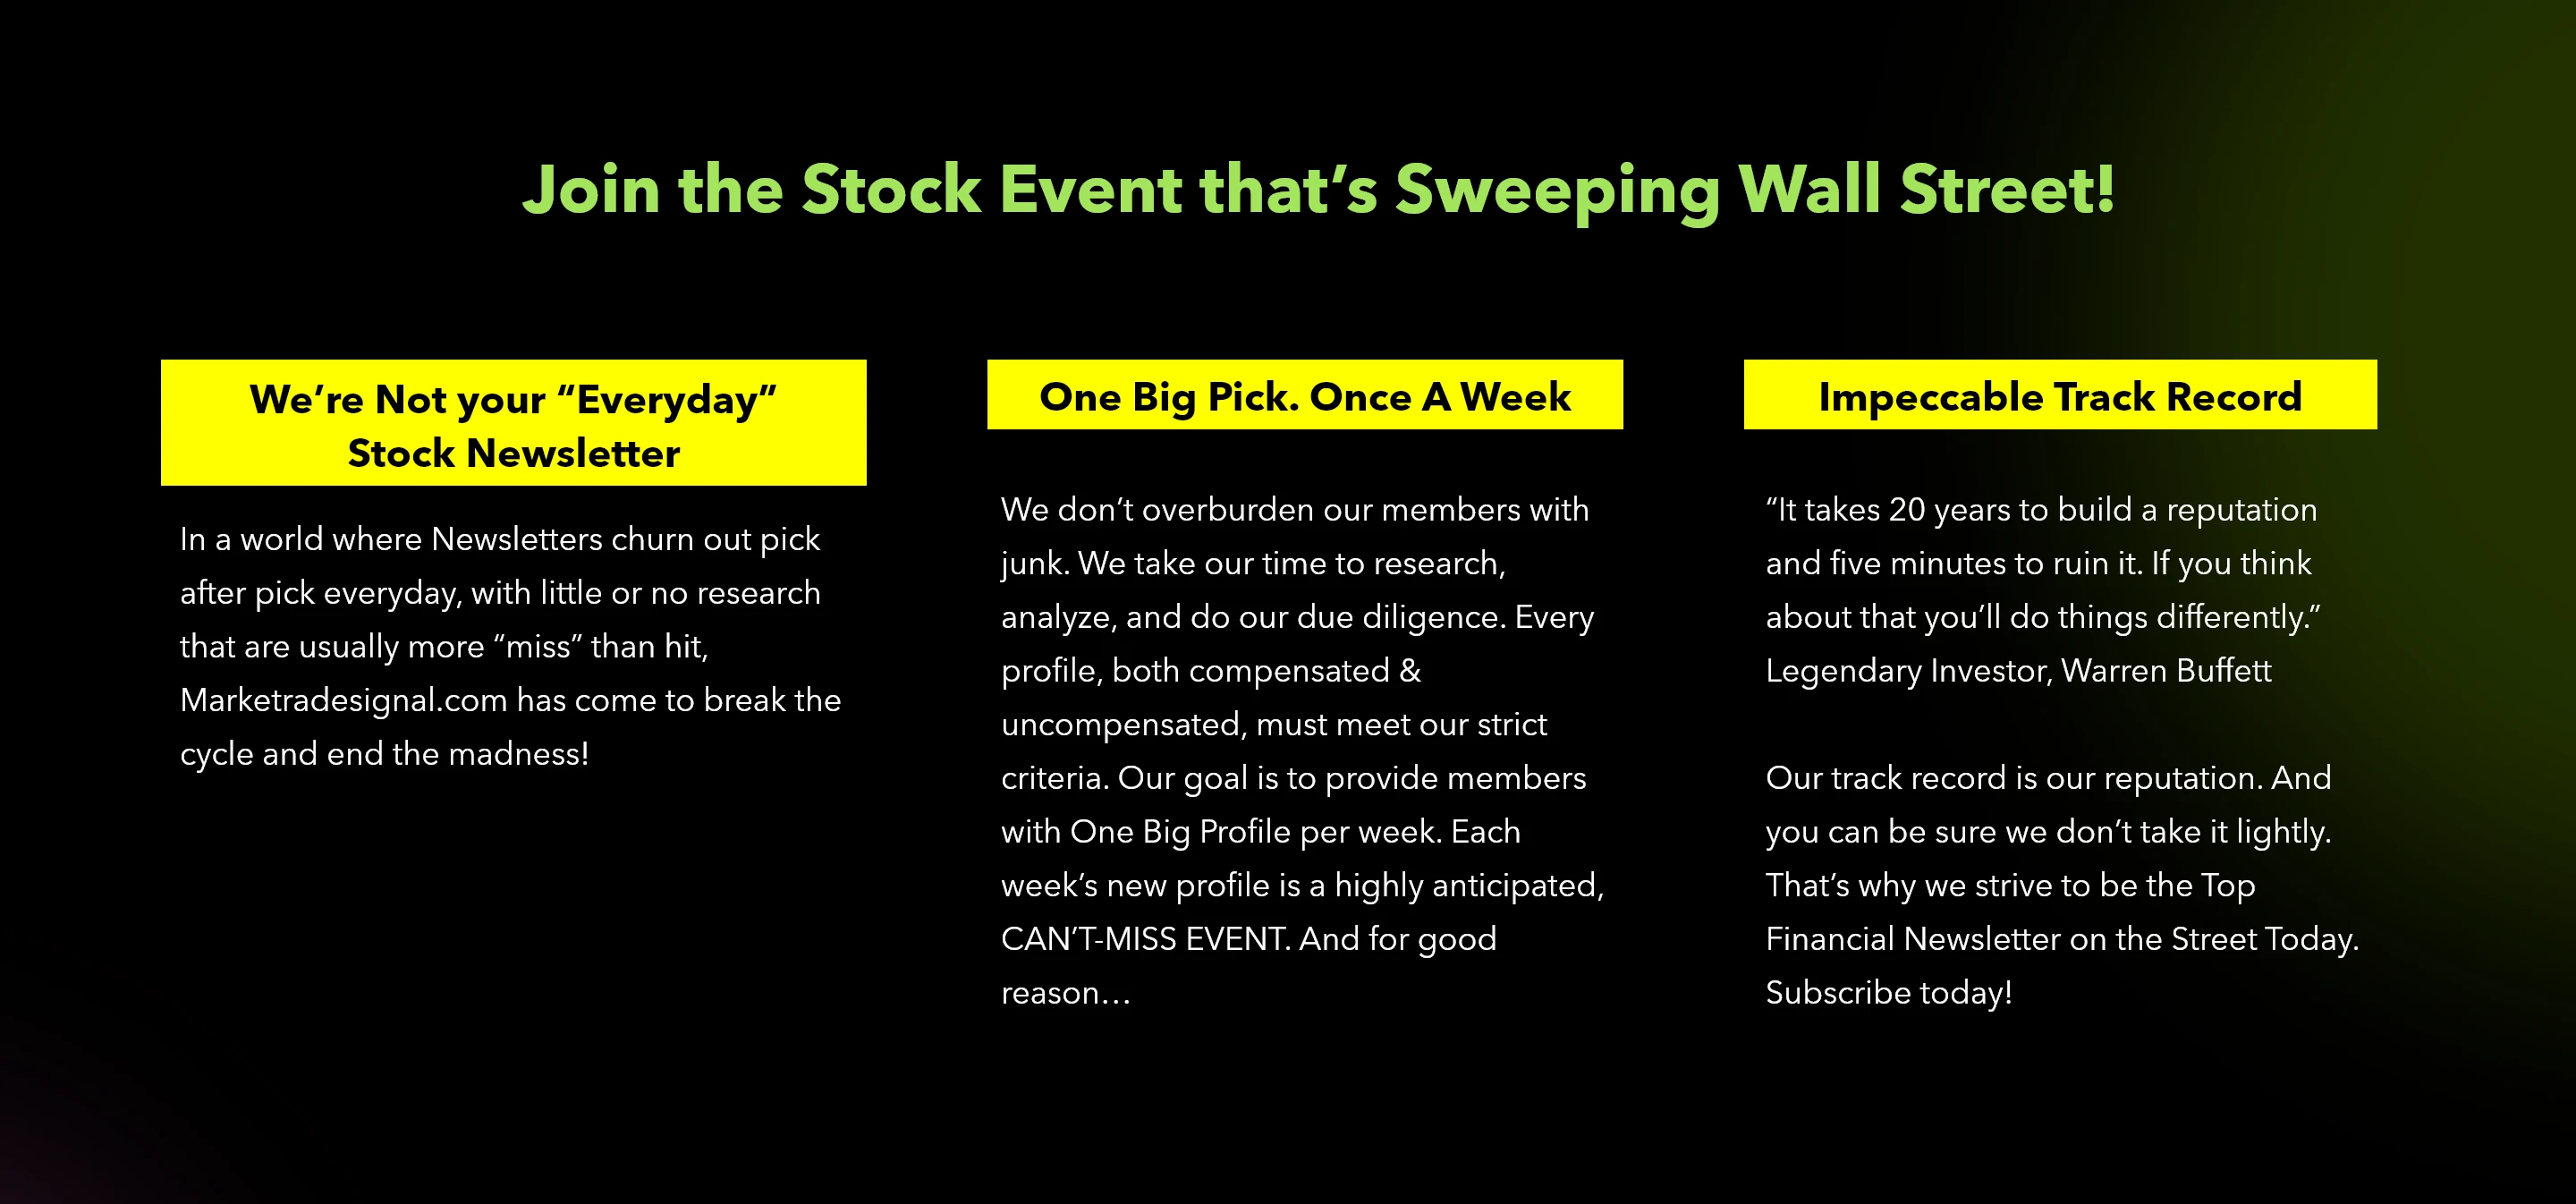 Join the Stock Event that’s Sweeping Wall Street!
We’re Not your “Everyday”
Stock Newsletter
In a world where Newsletters churn out pick
after pick everyday, with little or no research
that are usually more “miss” than hit,
Marketradesignal.com has come to break the
cycle and end the madness!
One Big Pick. Once A Week
We don’t overburden our members with
junk. We take our time to research,
analyze, and do our due diligence. Every
profile, both compensated &
uncompensated, must meet our strict
criteria. Our goal is to provide members
with One Big Profile per week. Each
week’s new profile is a highly anticipated,
CAN’T-MISS EVENT. And for good
reason…
Impeccable Track Record
“It takes 20 years to build a reputation
and five minutes to ruin it. If you think
about that you’ll do things differently.”
Legendary Investor, Warren Buffett
Our track record is our reputation. And
you can be sure we don’t take it lightly.
That’s why we strive to be the Top
Financial Newsletter on the Street Today.
Subscribe today!